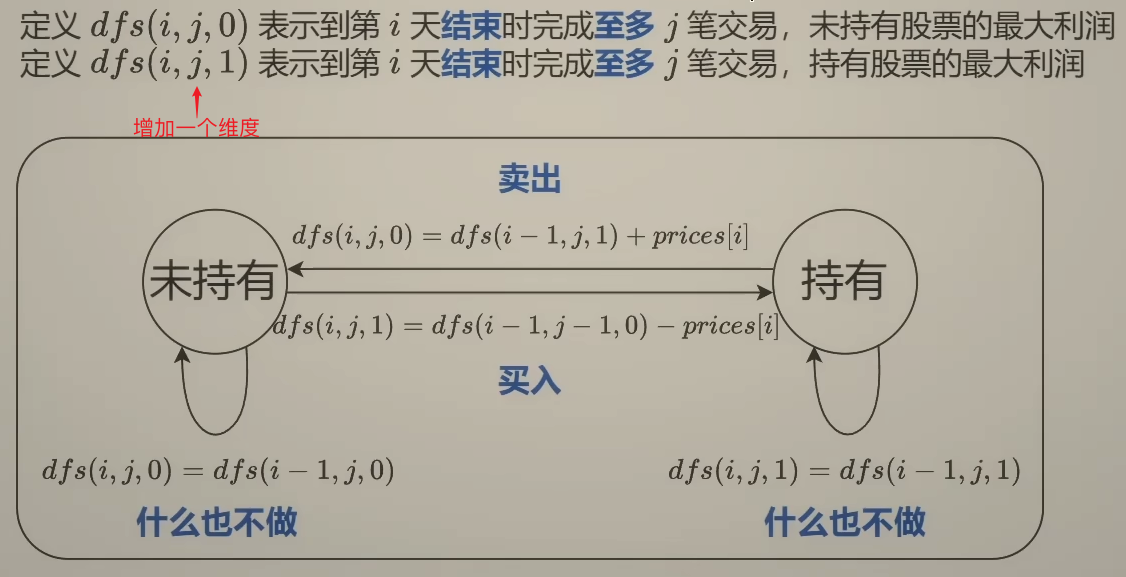 定义 dfs(i, j, 0) 表示到第 i 天结束时完成至多 j 笔交易，未持有股票的最大利润
定义 dfs(i, j, 1) 表示到第 i 天结束时完成至多 j 笔交易，持有股票的最大利润
增加一个维度
卖出
dfs(i, j, 0) = dfs(i − 1, j, 1) + prices[i]
未持有
持有
dfs(i, j, 1) = dfs(i − 1, j − 1, 0) − prices[i]
买入
dfs(i, j, 0) = dfs(i − 1, j, 0)
dfs(i, j, 1) = dfs(i − 1, j, 1)
什么也不做
什么也不做